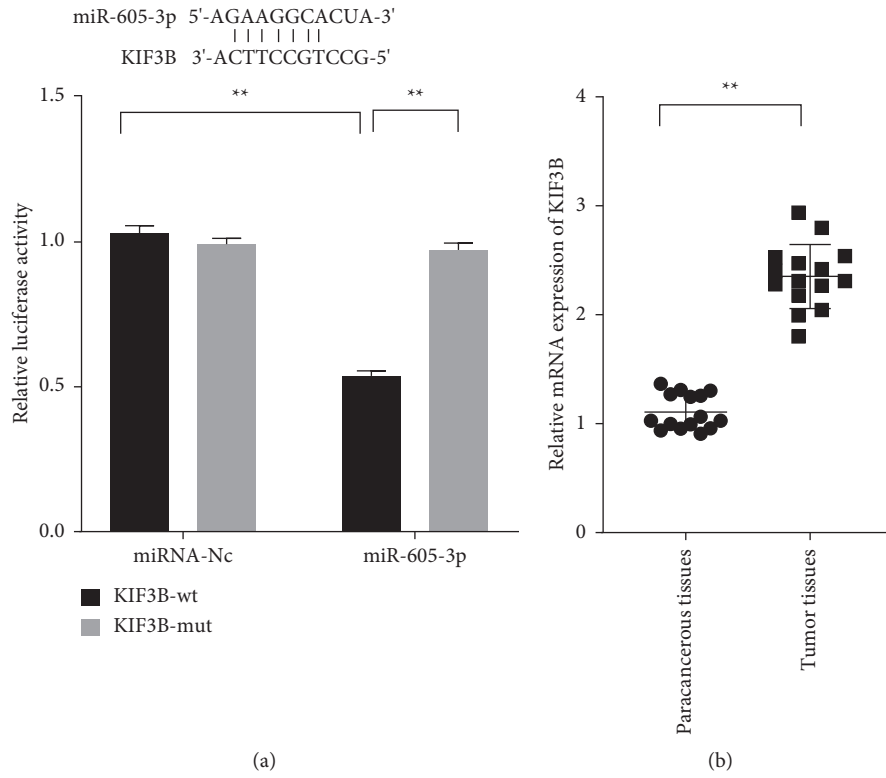 miR-605-3p 5'-AGAAGGCACUA-3'
KIF3B 3'-ACTTCCGTCCG-5'
**
**
Relative luciferase activity
1.5
1.0
0.5
0.0
miRNA-Nc
miR-605-3p
KIF3B-wt
KIF3B-mut
(a)
**
Relative mRNA expression of KIF3B
4
3
2
1
0
Paracancerous tissues
Tumor tissues
(b)